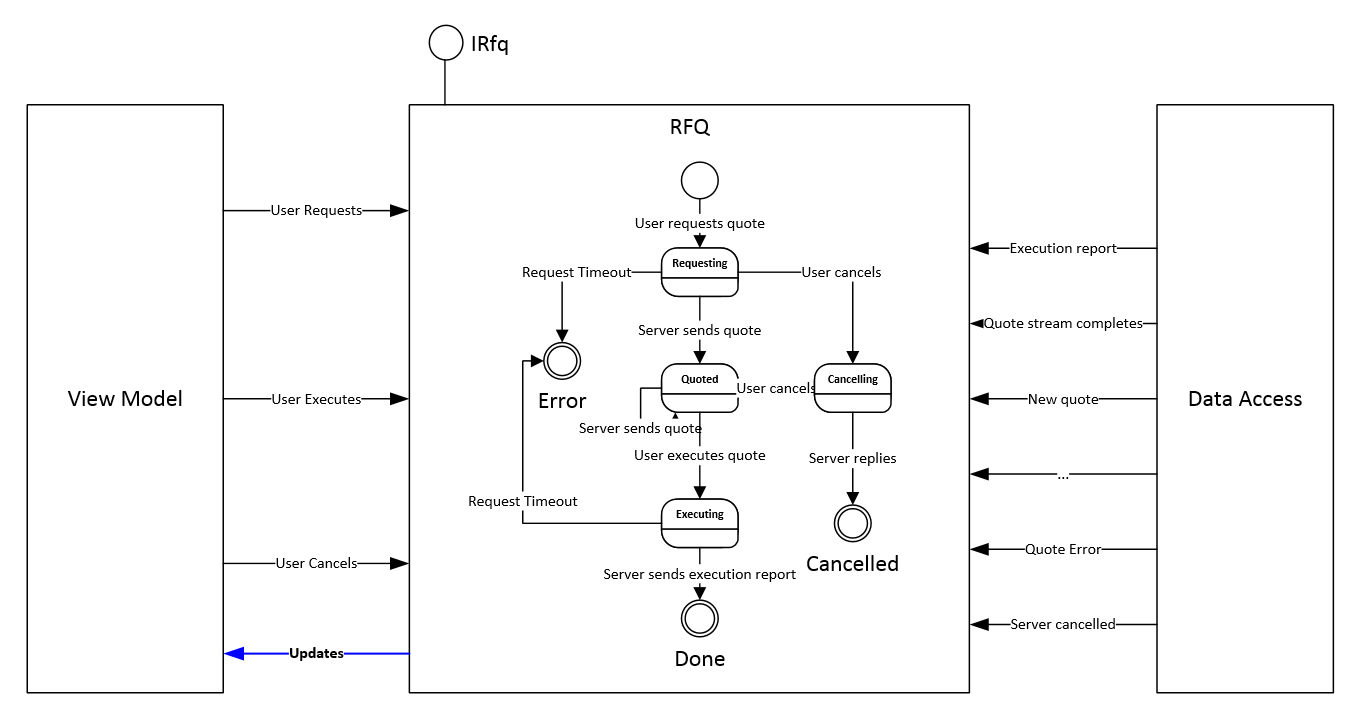 IRfq
RFQ
User requests quote
Requesting
Request Timeout
User cancels
Server sends quote
Quoted
User cancels
Cancelling
Error
Server sends quote
User executes quote
Server replies
Request Timeout
Executing
Cancelled
Server sends execution report
Done
View Model
User Requests
User Executes
User Cancels
Updates
Data Access
Execution report
Quote stream completes
New quote
...
Quote Error
Server cancelled